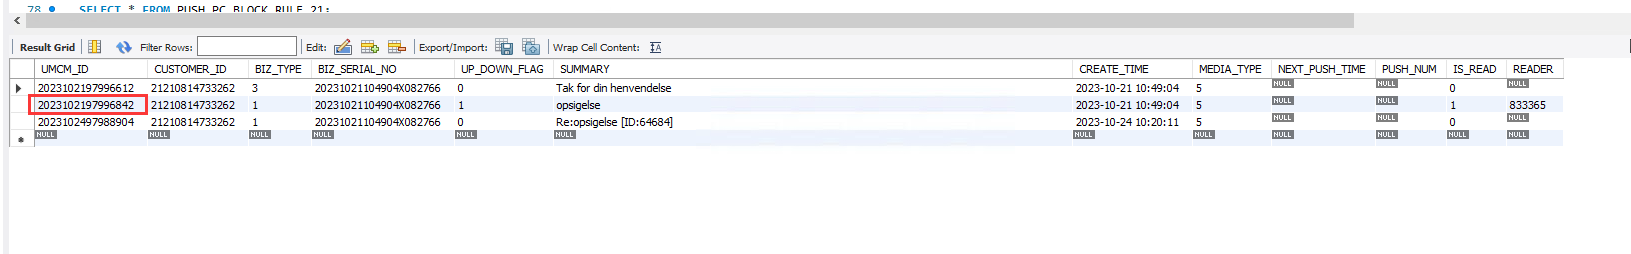 78 SELECT * FROM PUSH_PC_BLOCK_RULE_21;
Result Grid Filter Rows: Edit: Export/Import: Wrap Cell Content:
UMCM_ID CUSTOMER_ID BIZ_TYPE BIZ_SERIAL_NO UP_DOWN_FLAG SUMMARY CREATE_TIME MEDIA_TYPE NEXT_PUSH_TIME PUSH_NUM IS_READ READER
2023102197996612 21210814733262 3 20231021104904X082766 0 Tak for din henvendelse 2023-10-21 10:49:04 5 NULL NULL 0
2023102197996842 21210814733262 1 20231021104904X082766 1 opsigelse 2023-10-21 10:49:04 5 NULL NULL 1 833365
2023102497988904 21210814733262 1 20231021104904X082766 0 Re:opsigelse [ID:64684] 2023-10-24 10:20:11 5 NULL NULL 0
NULL NULL NULL NULL NULL NULL NULL NULL NULL NULL NULL NULL